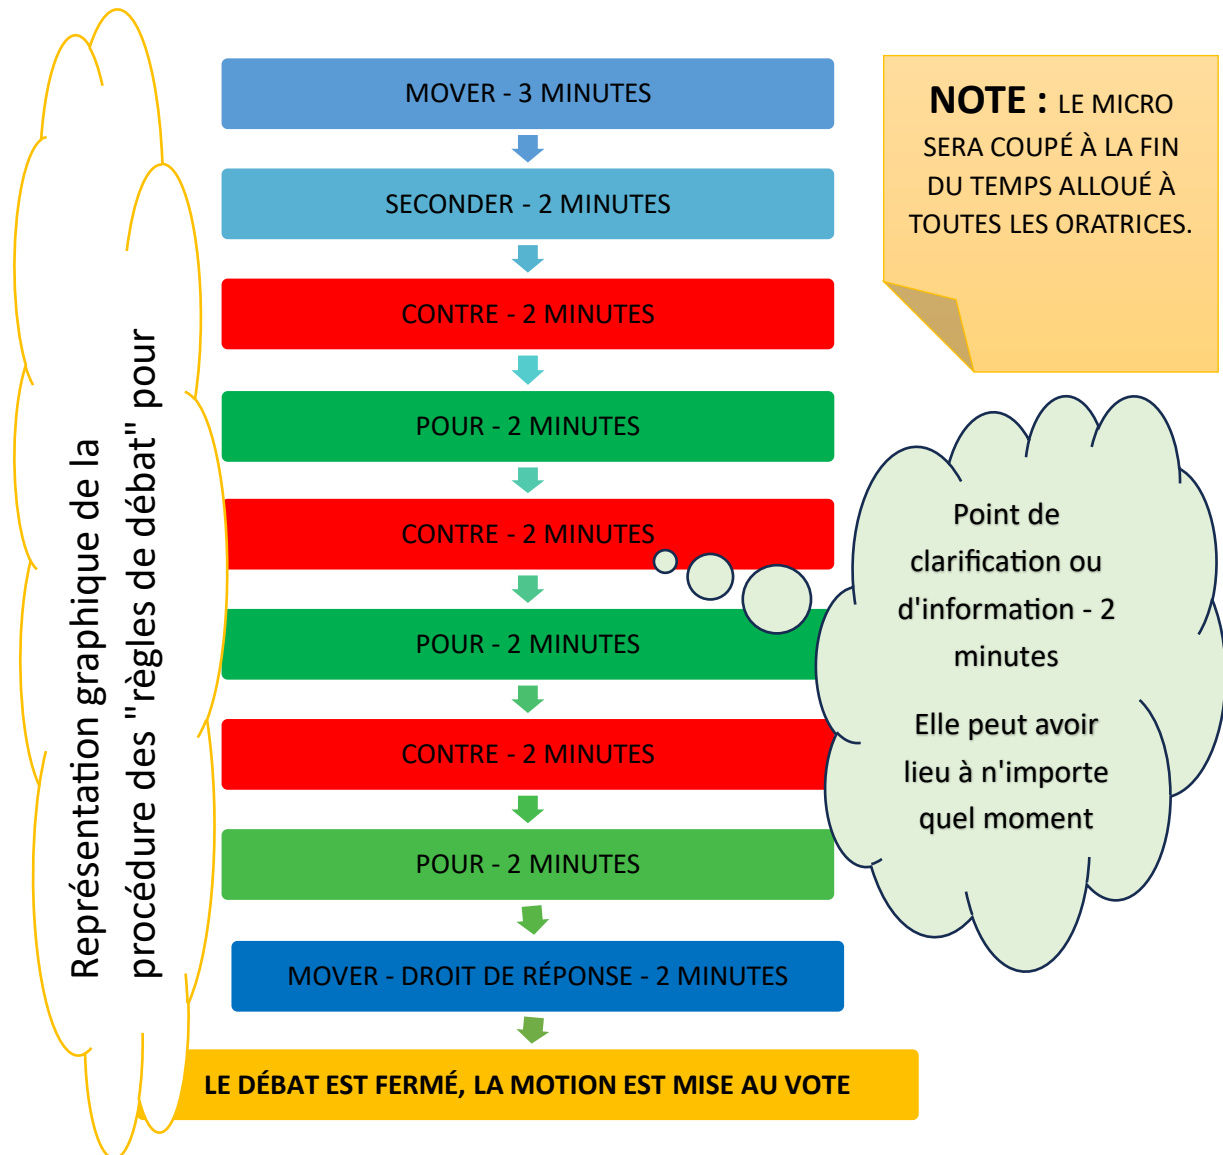 Représentation graphique de la
procédure des "règles de débat" pour
MOVER - 3 MINUTES
SECONDER - 2 MINUTES
CONTRE - 2 MINUTES
POUR - 2 MINUTES
CONTRE - 2 MINUTES
POUR - 2 MINUTES
CONTRE - 2 MINUTES
POUR - 2 MINUTES
MOVER - DROIT DE RÉPONSE - 2 MINUTES
LE DÉBAT EST FERMÉ, LA MOTION EST MISE AU VOTE
NOTE : LE MICRO
SERA COUPÉ À LA FIN
DU TEMPS ALLOUÉ À
TOUTES LES ORATRICES.
Point de
clarification ou
d'information - 2
minutes
Elle peut avoir
lieu à n'importe
quel moment